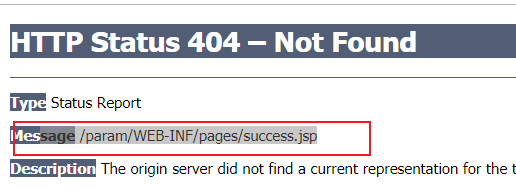 HTTP Status 404 – Not Found
Type Status Report
Message /param/WEB-INF/pages/success.jsp
Description The origin server did not find a current representation for the t